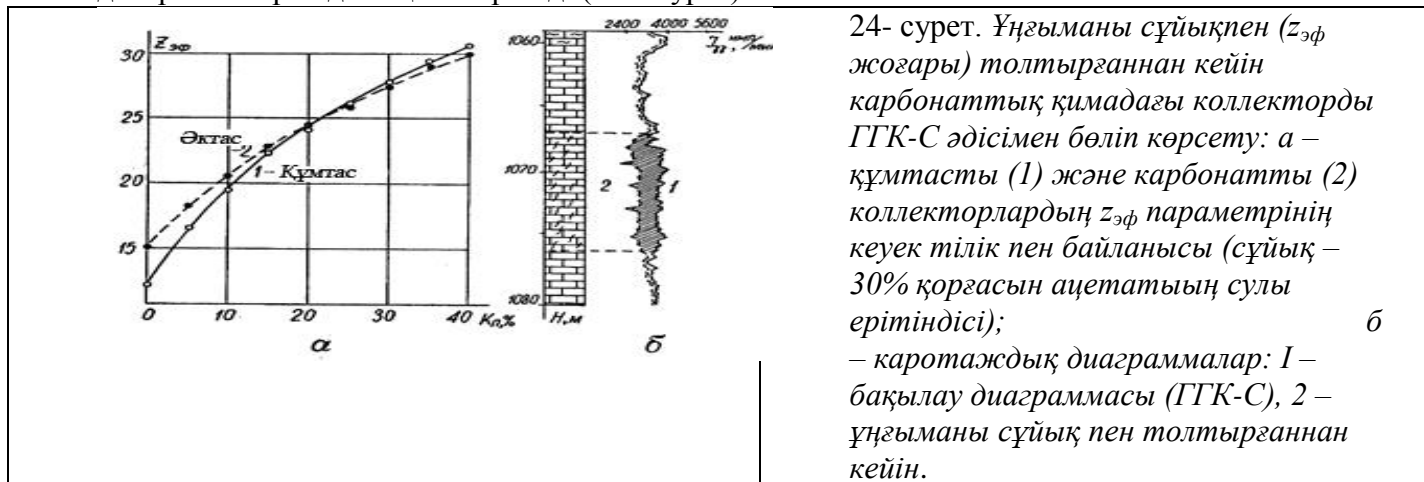 Z эф
30
25
20
15
Әктас
2
1– Құмтас
0
10
20
30
40 Kп,%
а
2400 4000 5600
1060
1070
1080
H, м
2
1
б
24- сурет. Ұңғыманы сұйықпен (zэф
жоғары) толтырғаннан кейін
карбонаттық қимадағы коллекторды
ГГК-С әдісімен бөліп көрсету: а –
құмтасты (1) және карбонатты (2)
коллекторлардың zэф параметрінің
кеуек тілік пен байланысы (сұйық –
30% қорғасын ацетатыың сулы
ерітіндісі); б
– каротаждық диаграммалар: I –
бақылау диаграммасы (ГГК-С), 2 –
ұңғыманы сұйық пен толтырғаннан
кейін.